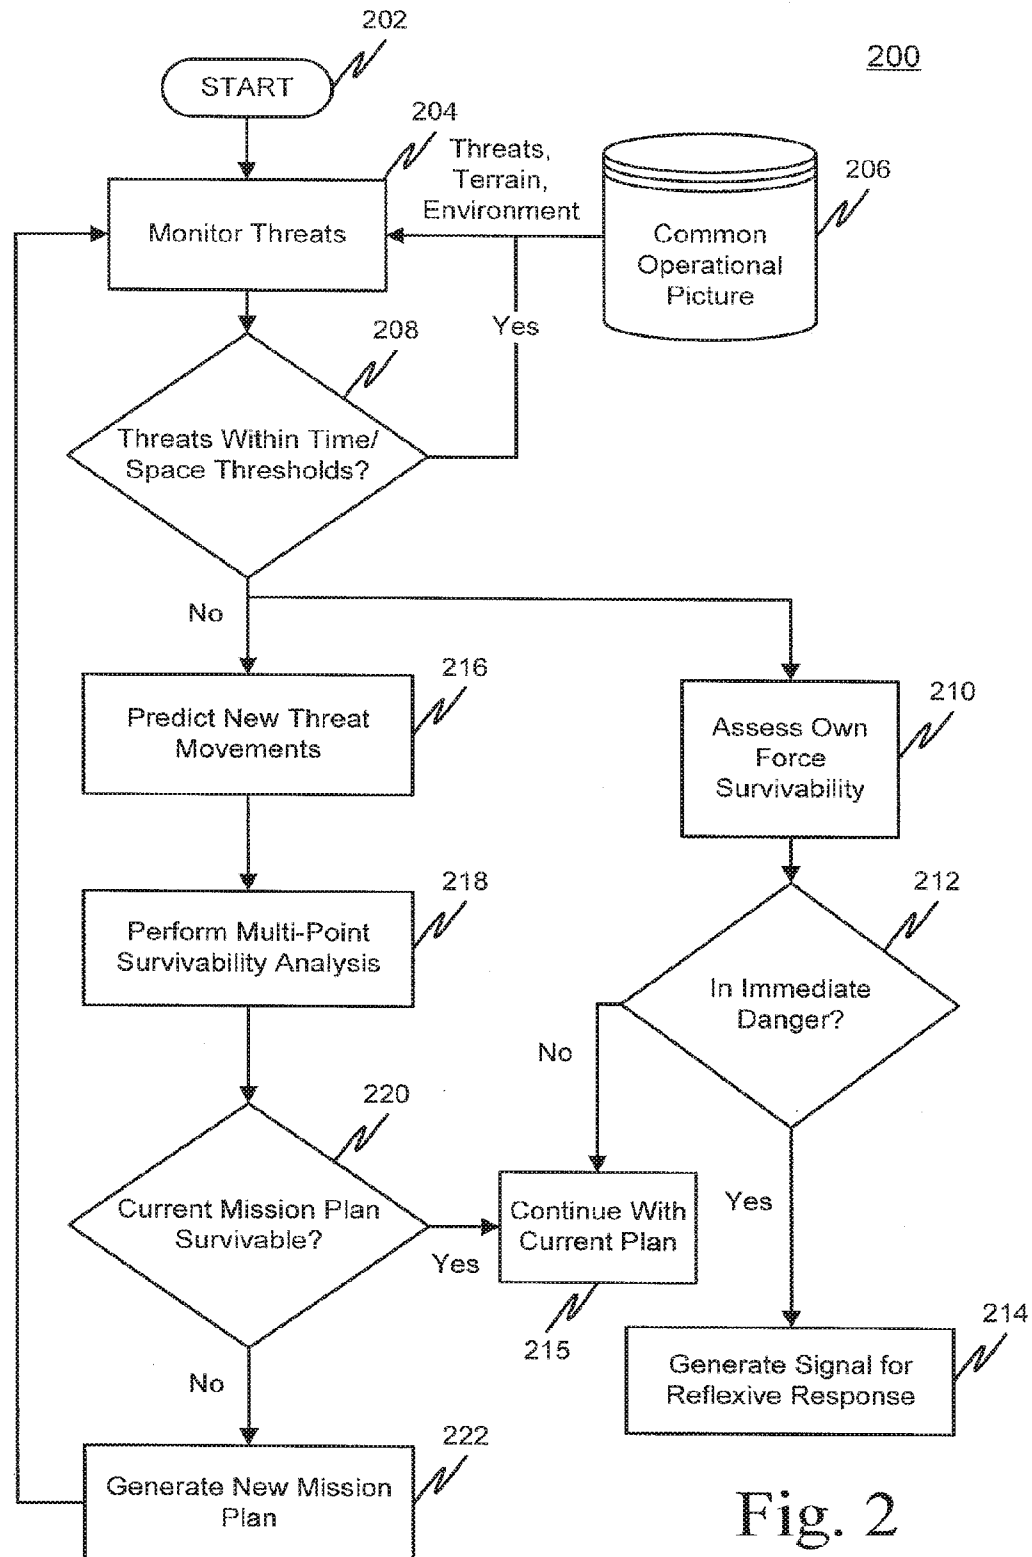 202
200
START
204
Threats,
Terrain,
Environment
206
Monitor Threats
Common
Operational
Picture
Yes
208
Threats Within Time/
Space Thresholds?
No
216
210
Predict New Threat
Movements
Assess Own
Force
Survivability
218
212
Perform Multi-Point
Survivability Analysis
In Immediate
Danger?
No
220
Yes
Current Mission Plan
Survivable?
Continue With
Current Plan
Yes
215
214
No
Generate Signal for
Reflexive Response
222
Generate New Mission
Plan
Fig. 2